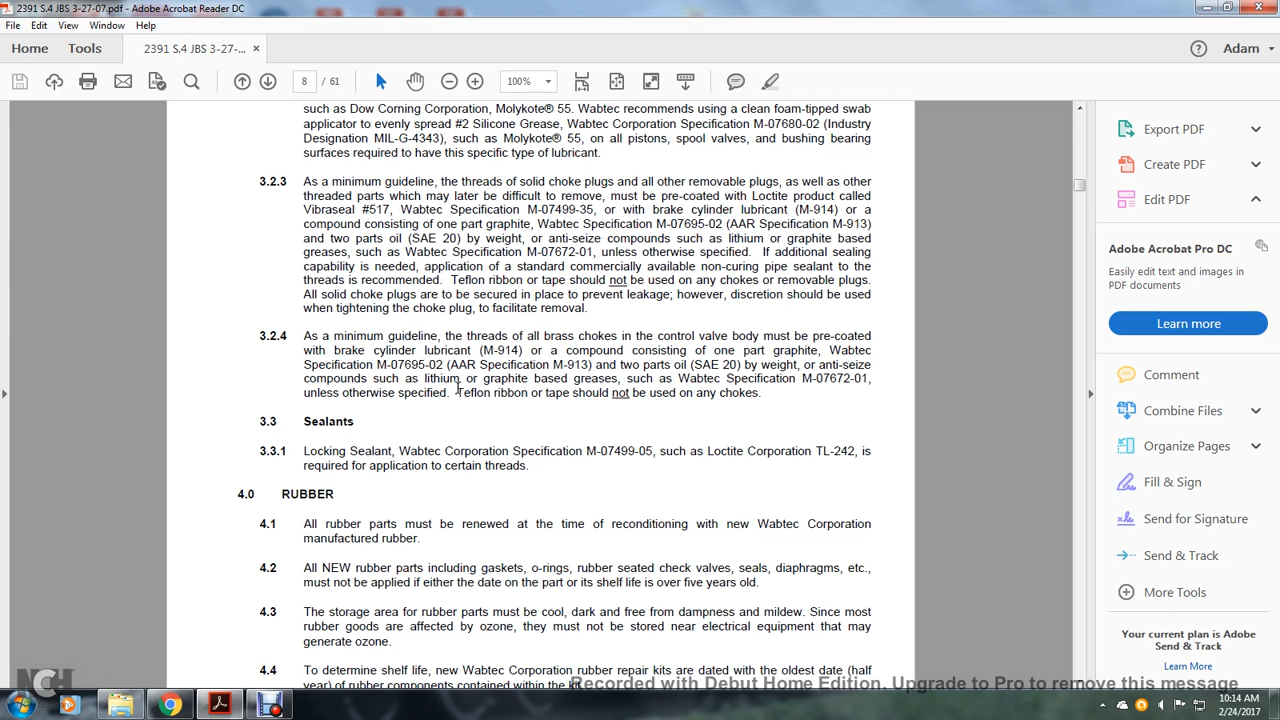 2391 S.4 JBS 3-27-07.pdf - Adobe Acrobat Reader DC
File Edit View Window Help
Home Tools 2391 S.4 JBS 3-27-... × Adam
8 / 61 100%
such as Dow Corning Corporation, Molykote® 55. Wabtec recommends using a clean foam-tipped swab
applicator to evenly spread #2 Silicone Grease, Wabtec Corporation Specification M-07680-02 (Industry
Designation MIL-G-4343), such as Molykote® 55, on all pistons, spool valves, and bushing bearing
surfaces required to have this specific type of lubricant.
3.2.3 As a minimum guideline, the threads of solid choke plugs and all other removable plugs, as well as other
threaded parts which may later be difficult to remove, must be pre-coated with Loctite product called
Vibraseal #517, Wabtec Specification M-07499-35, or with brake cylinder lubricant (M-914) or a
compound consisting of one part graphite, Wabtec Specification M-07695-02 (AAR Specification M-913)
and two parts oil (SAE 20) by weight, or anti-seize compounds such as lithium or graphite based
greases, such as Wabtec Specification M-07672-01, unless otherwise specified. If additional sealing
capability is needed, application of a standard commercially available non-curing pipe sealant to the
threads is recommended. Teflon ribbon or tape should not be used on any chokes or removable plugs.
All solid choke plugs are to be secured in place to prevent leakage; however, discretion should be used
when tightening the choke plug, to facilitate removal.
3.2.4 As a minimum guideline, the threads of all brass chokes in the control valve body must be pre-coated
with brake cylinder lubricant (M-914) or a compound consisting of one part graphite, Wabtec
Specification M-07695-02 (AAR Specification M-913) and two parts oil (SAE 20) by weight, or anti-seize
compounds such as lithium or graphite based greases, such as Wabtec Specification M-07672-01,
unless otherwise specified. Teflon ribbon or tape should not be used on any chokes.
3.3 Sealants
3.3.1 Locking Sealant, Wabtec Corporation Specification M-07499-05, such as Loctite Corporation TL-242, is
required for application to certain threads.
4.0 RUBBER
4.1 All rubber parts must be renewed at the time of reconditioning with new Wabtec Corporation
manufactured rubber.
4.2 All NEW rubber parts including gaskets, o-rings, rubber seated check valves, seals, diaphragms, etc.,
must not be applied if either the date on the part or its shelf life is over five years old.
4.3 The storage area for rubber parts must be cool, dark and free from dampness and mildew. Since most
rubber goods are affected by ozone, they must not be stored near electrical equipment that may
generate ozone.
4.4 To determine shelf life, new Wabtec Corporation rubber repair kits are dated with the oldest date (half
year) of rubber components contained within the kit.
Export PDF
Create PDF
Edit PDF
Adobe Acrobat Pro DC
Easily edit text and images in
PDF documents
Learn more
Comment
Combine Files
Organize Pages
Fill & Sign
Send for Signature
Send & Track
More Tools
Your current plan is Adobe
Send & Track
Learn More
NCH
Recorded with Debut Home Edition. Upgrade to Pro to remove this message
10:14 AM
2/24/2017